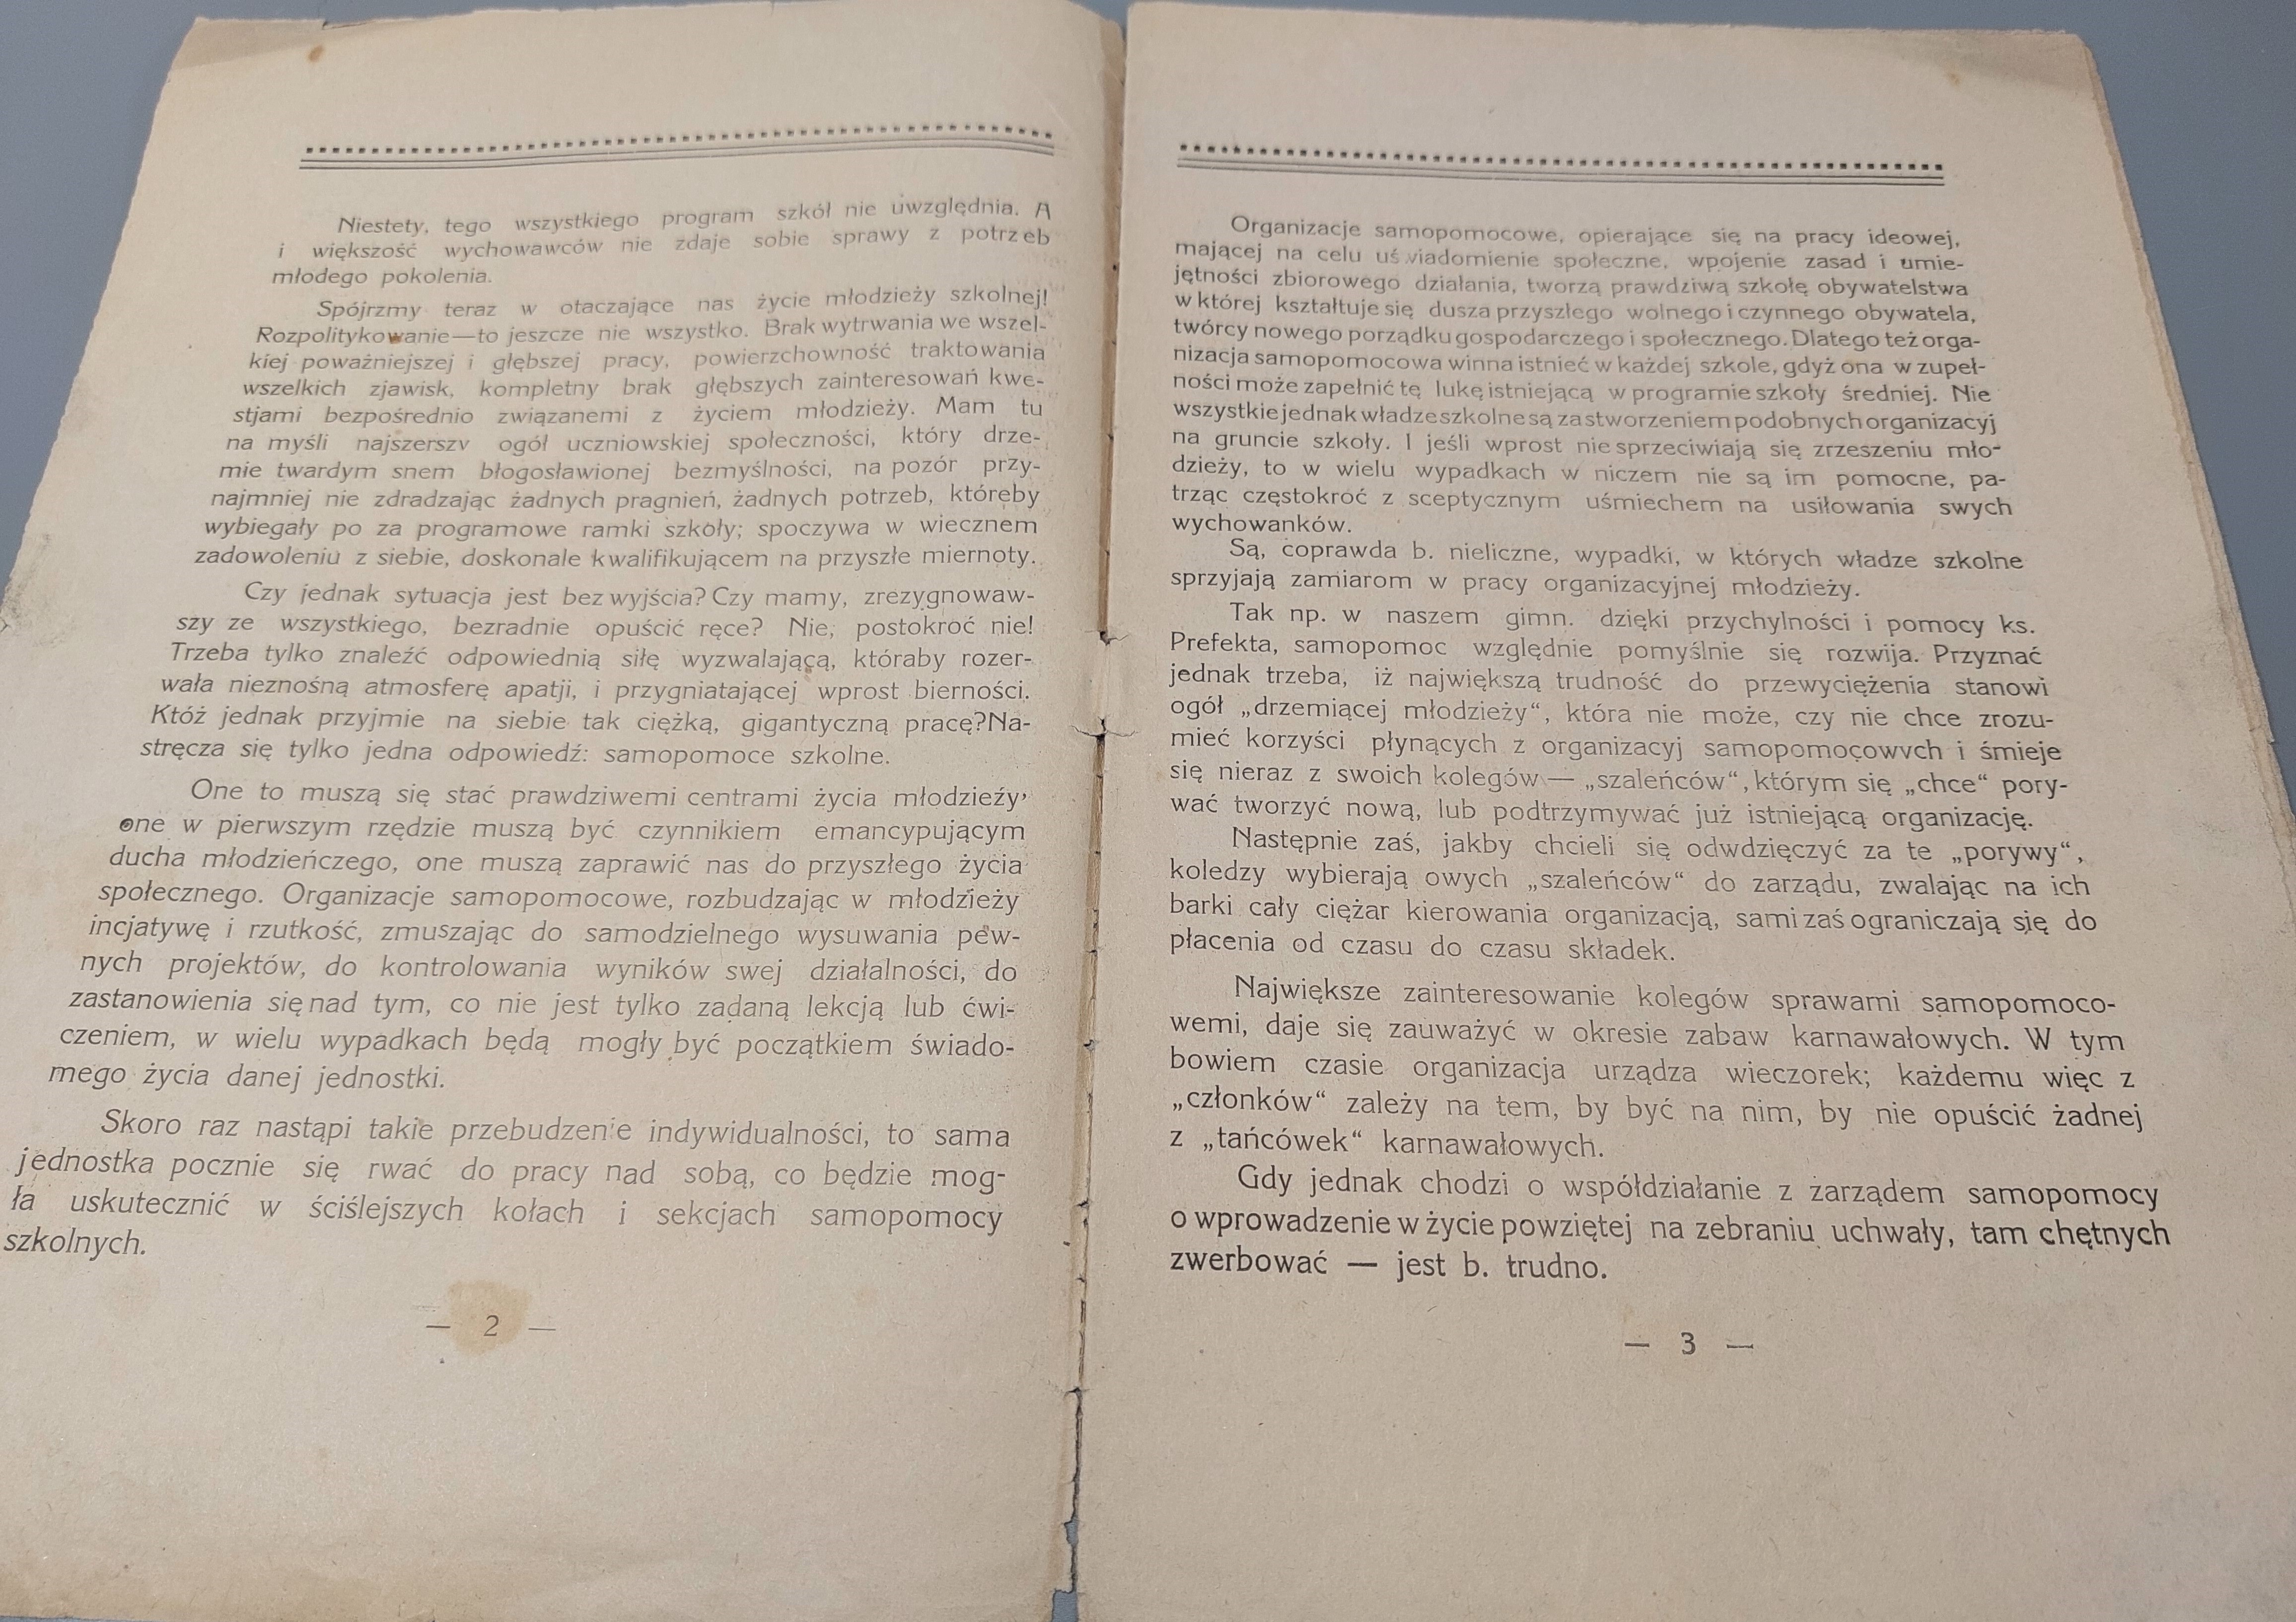 Niestety, tego wszystkiego program szkół nie uwzględnia. A
i większość wychowawców nie zdaje sobie sprawy z potrzeb
młodego pokolenia.
Spójrzmy teraz w otaczające nas życie młodzieży szkolnej!
Rozpolitykowanie—to jeszcze nie wszystko. Brak wytrwania we wszel-
kiej poważniejszej i głębszej pracy, powierzchowność traktowania
wszelkich zjawisk, kompletny brak głębszych zainteresowań kwe-
stjami bezpośrednio związanemi z życiem młodzieży. Mam tu
na myśli najszerszy ogół uczniowskiej społeczności, który drze-
mie twardym snem błogosławionej bezmyślności, na pozór przy-
najmniej nie zdradzając żadnych pragnień, żadnych potrzeb, któreby
wybiegały po za programowe ramki szkoły; spoczywa w wiecznem
zadowoleniu z siebie, doskonale kwalifikującem na przyszłe miernoty.
Czy jednak sytuacja jest bez wyjścia? Czy mamy, zrezygnowaw-
szy ze wszystkiego, bezradnie opuścić ręce? Nie, postokroć nie!
Trzeba tylko znaleźć odpowiednią siłę wyzwalającą, któraby rozer-
wała nieznośną atmosferę apatji, i przygniatającej wprost bierności.
Któż jednak przyjmie na siebie tak ciężką, gigantyczną pracę?Na-
stręcza się tylko jedna odpowiedź: samopomoce szkolne.
One to muszą się stać prawdziwemi centrami życia młodzieży,
one w pierwszym rzędzie muszą być czynnikiem emancypującym
ducha młodzieńczego, one muszą zaprawić nas do przyszłego życia
społecznego. Organizacje samopomocowe, rozbudzając w młodzieży
incjatywę i rzutkość, zmuszając do samodzielnego wysuwania pew-
nych projektów, do kontrolowania wyników swej działalności, do
zastanowienia się nad tym, co nie jest tylko zadaną lekcją lub ćwi-
czeniem, w wielu wypadkach będą mogły być początkiem świado-
mego życia danej jednostki.
Skoro raz nastąpi takie przebudzenie indywidualności, to sama
jednostka pocznie się rwać do pracy nad sobą, co będzie mog-
ła uskutecznić w ściślejszych kołach i sekcjach samopomocy
szkolnych.
— 2 —
Organizacje samopomocowe, opierające się na pracy ideowej,
mającej na celu uświadomienie społeczne, wpojenie zasad i umie-
jętności zbiorowego działania, tworzą prawdziwą szkołę obywatelstwa
w której kształtuje się dusza przyszłego wolnego i czynnego obywatela,
twórcy nowego porządku gospodarczego i społecznego. Dlatego też orga-
nizacja samopomocowa winna istnieć w każdej szkole, gdyż ona w zupeł-
ności może zapełnić tę lukę istniejącą w programie szkoły średniej. Nie
wszystkie jednak władze szkolne są za stworzeniem podobnych organizacyj
na gruncie szkoły. I jeśli wprost nie sprzeciwiają się zrzeszeniu mło-
dzieży, to w wielu wypadkach w niczem nie są im pomocne, pa-
trząc częstokroć z sceptycznym uśmiechem na usiłowania swych
wychowanków.
Są, coprawda b. nieliczne, wypadki, w których władze szkolne
sprzyjają zamiarom w pracy organizacyjnej młodzieży.
Tak np. w naszem gimn. dzięki przychylności i pomocy ks.
Prefekta, samopomoc względnie pomyślnie się rozwija. Przyznać
jednak trzeba, iż największą trudność do przewyciężenia stanowi
ogół „drzemiącej młodzieży“, która nie może, czy nie chce zrozu-
mieć korzyści płynących z organizacyj samopomocowych i śmieje
się nieraz z swoich kolegów — „szaleńców“, którym się „chce“ pory-
wać tworzyć nową, lub podtrzymywać już istniejącą organizację.
Następnie zaś, jakby chcieli się odwdzięczyć za te „porywy“,
koledzy wybierają owych „szaleńców“ do zarządu, zwalając na ich
barki cały ciężar kierowania organizacją, sami zaś ograniczają się do
płacenia od czasu do czasu składek.
Największe zainteresowanie kolegów sprawami samopomoco-
wemi, daje się zauważyć w okresie zabaw karnawałowych. W tym
bowiem czasie organizacja urządza wieczorek; każdemu więc z
„członków“ zależy na tem, by być na nim, by nie opuścić żadnej
z „tańcówek“ karnawałowych.
Gdy jednak chodzi o współdziałanie z zarządem samopomocy
o wprowadzenie w życie powziętej na zebraniu uchwały, tam chętnych
zwerbować — jest b. trudno.
— 3 —